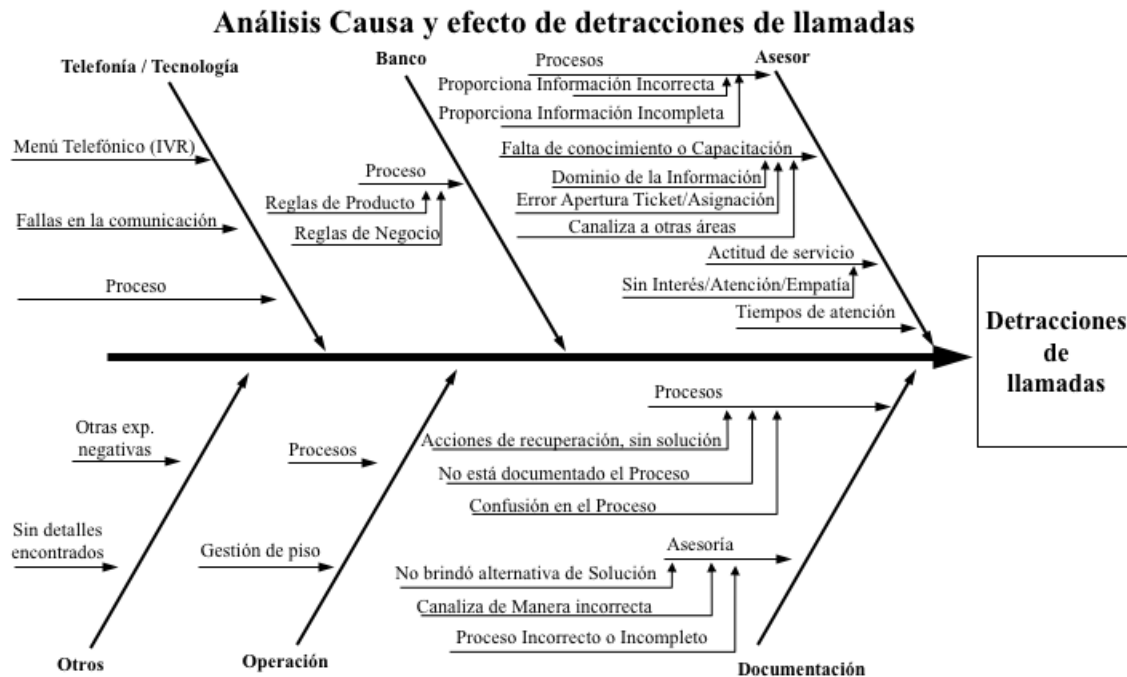 Análisis Causa y efecto de detracciones de llamadas
Telefonía / Tecnología
Menú Telefónico (IVR)
Fallas en la comunicación
Proceso
Banco
Proceso
Reglas de Producto
Reglas de Negocio
Asesor
Procesos
Proporciona Información Incorrecta
Proporciona Información Incompleta
Falta de conocimiento o Capacitación
Dominio de la Información
Error Apertura Ticket/Asignación
Canaliza a otras áreas
Actitud de servicio
Sin Interés/Atención/Empatía
Tiempos de atención
Detracciones
de
llamadas
Otras exp.
negativas
Sin detalles
encontrados
Otros
Procesos
Gestión de piso
Operación
Procesos
Acciones de recuperación, sin solución
No está documentado el Proceso
Confusión en el Proceso
Asesoría
No brindó alternativa de Solución
Canaliza de Manera incorrecta
Proceso Incorrecto o Incompleto
Documentación